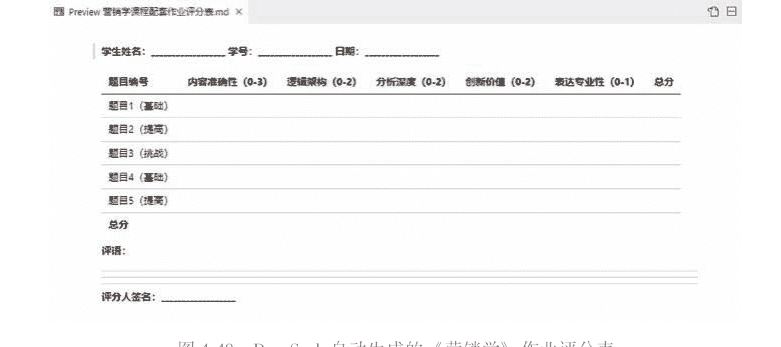 Preview 营销学课程配套作业评分表.md ×
学生姓名：________________ 学号：________________ 日期：________________
题目编号 内容准确性（0-3） 逻辑架构（0-2） 分析深度（0-2） 创新价值（0-2） 表达专业性（0-1） 总分
题目1（基础）
题目2（提高）
题目3（挑战）
题目4（基础）
题目5（提高）
总分
评语：
评分人签名：________________